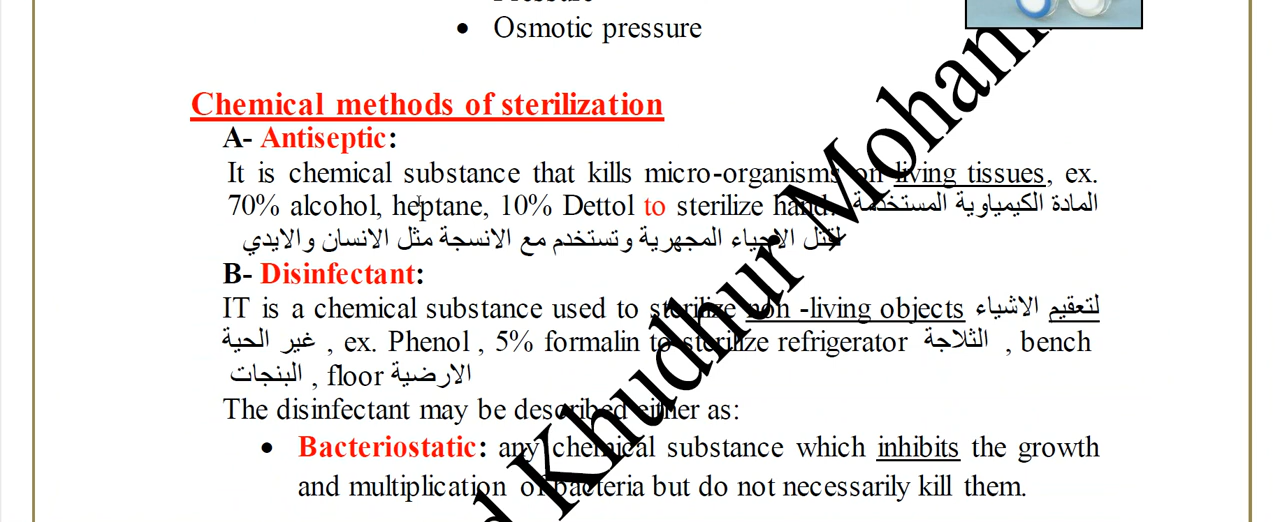 • Osmotic pressure
Chemical methods of sterilization
A- Antiseptic:
It is chemical substance that kills micro-organisms on living tissues, ex.
70% alcohol, heptane, 10% Dettol to sterilize hand. المادة الكيمياوية المستخدمة
لقتل الاحياء المجهرية وتستخدم مع الانسجة مثل الانسان والايدي
B- Disinfectant:
IT is a chemical substance used to sterilize non -living objects لتعقيم الاشياء
غير الحية , ex. Phenol , 5% formalin to sterilize refrigerator الثلاجة , bench
البنجات , floor الارضية
The disinfectant may be described either as:
• Bacteriostatic: any chemical substance which inhibits the growth
and multiplication of bacteria but do not necessarily kill them.
Khudhur